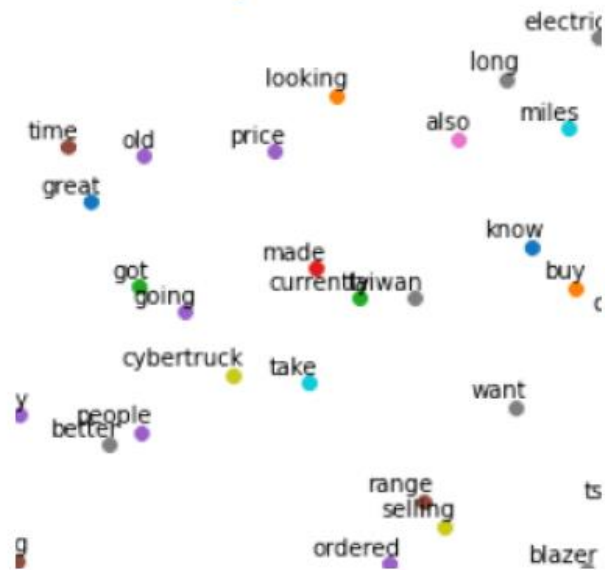 electric
long
looking
miles
also
time
old
price
great
know
made
buy
got
currently
taiwan
going
cybertruck
take
want
y
people
better
range
ts
selling
ordered
g
blazer